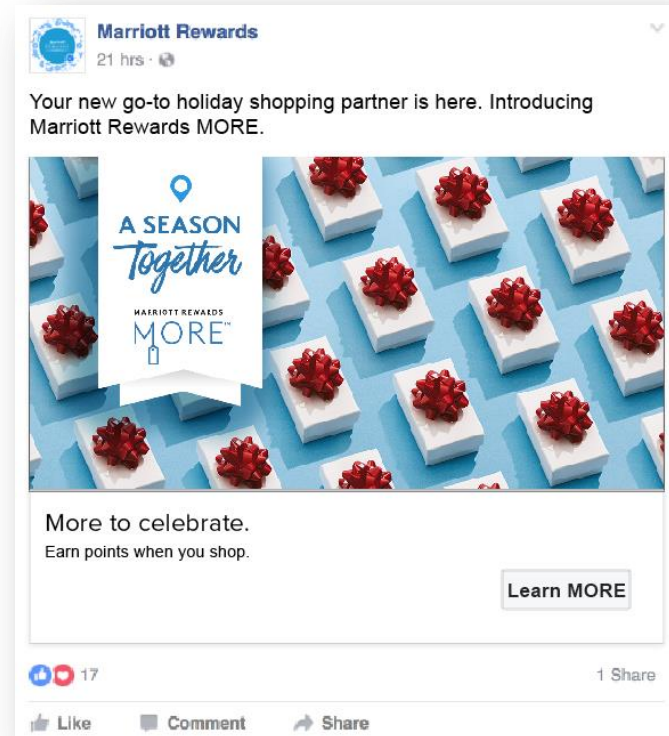 Marriott Rewards
21 hrs ·
Your new go-to holiday shopping partner is here. Introducing
Marriott Rewards MORE.
A SEASON
Together
MARRIOTT REWARDS
MORE™
More to celebrate.
Earn points when you shop.
Learn MORE
17
1 Share
Like Comment Share